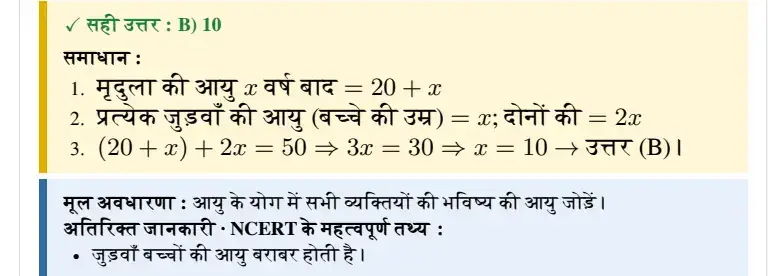 ✓ सही उत्तर : B) 10
समाधान :
1. मृदुला की आयु x वर्ष बाद = 20 + x
2. प्रत्येक जुड़वाँ की आयु (बच्चे की उम्र) = x; दोनों की = 2x
3. (20 + x) + 2x = 50 ⇒ 3x = 30 ⇒ x = 10 → उत्तर (B)।
मूल अवधारणा : आयु के योग में सभी व्यक्तियों की भविष्य की आयु जोड़ें।
अतिरिक्त जानकारी · NCERT के महत्वपूर्ण तथ्य :
• जुड़वाँ बच्चों की आयु बराबर होती है।